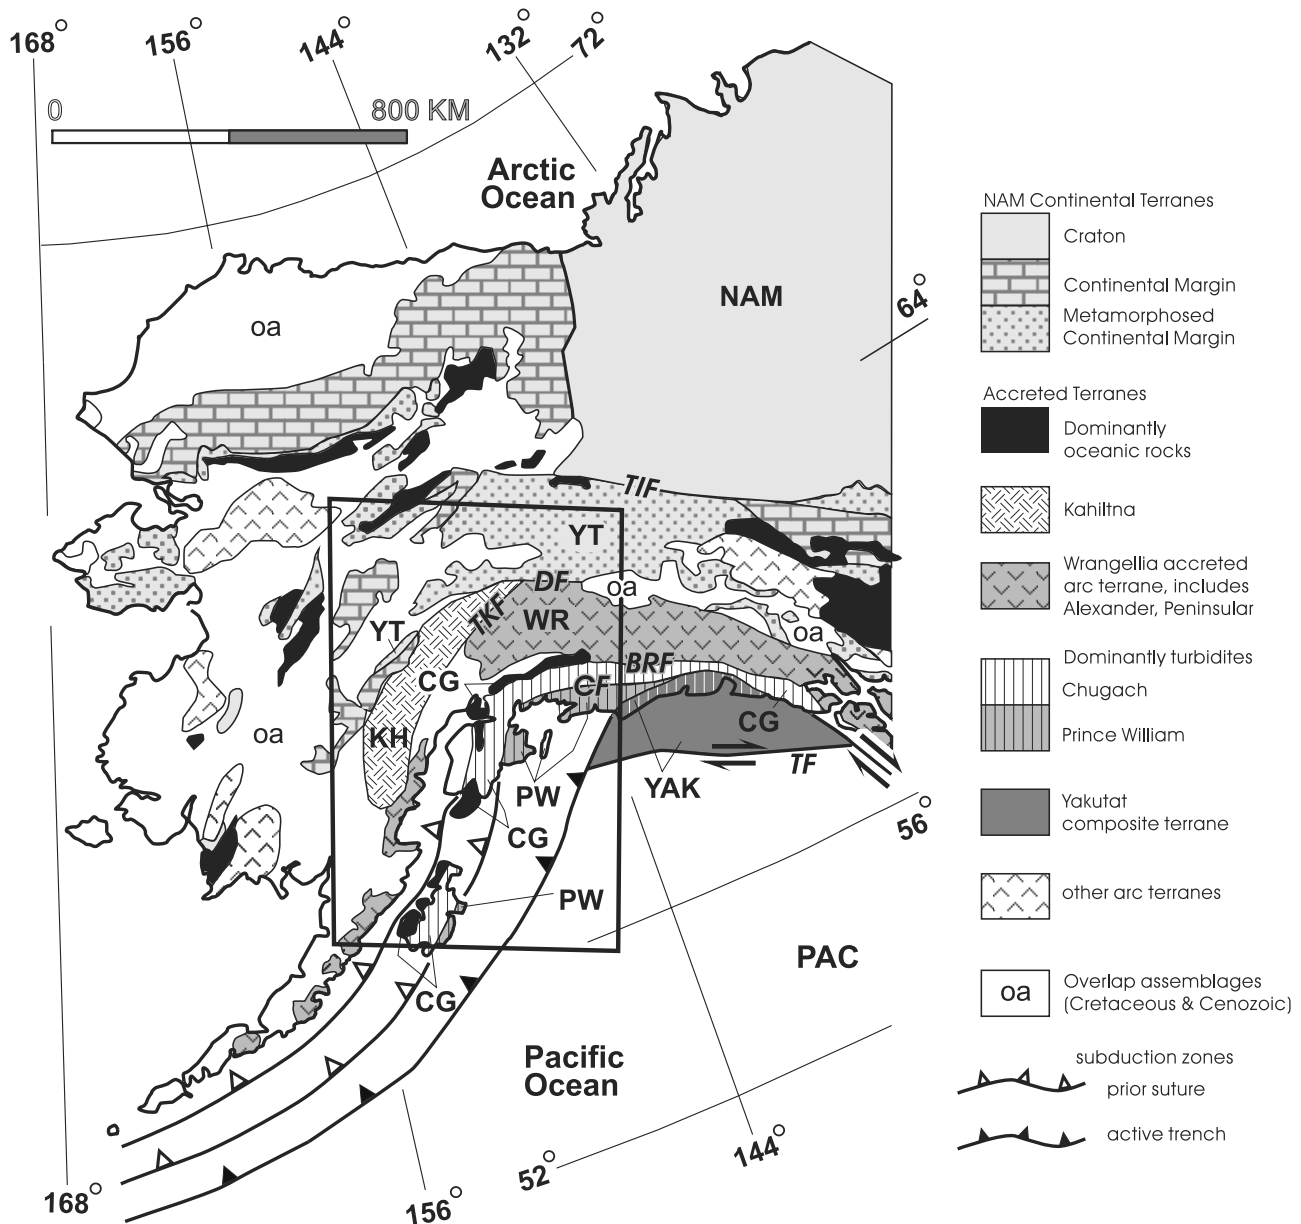 168°
156°
144°
132°
72°
0
800 KM
Arctic
Ocean
NAM
64°
oa
TIF
YT
DF
oa
TKF
WR
YT
oa
BRF
CG
CF
CG
oa
KH
PW
YAK
TF
CG
56°
PW
PAC
CG
Pacific
Ocean
52°
144°
168°
156°
NAM Continental Terranes
Craton
Continental Margin
Metamorphosed
Continental Margin
Accreted Terranes
Dominantly
oceanic rocks
Kahiltna
Wrangellia accreted
arc terrane, includes
Alexander, Peninsular
Dominantly turbidites
Chugach
Prince William
Yakutat
composite terrane
other arc terranes
oa
Overlap assemblages
(Cretaceous & Cenozoic)
subduction zones
prior suture
active trench